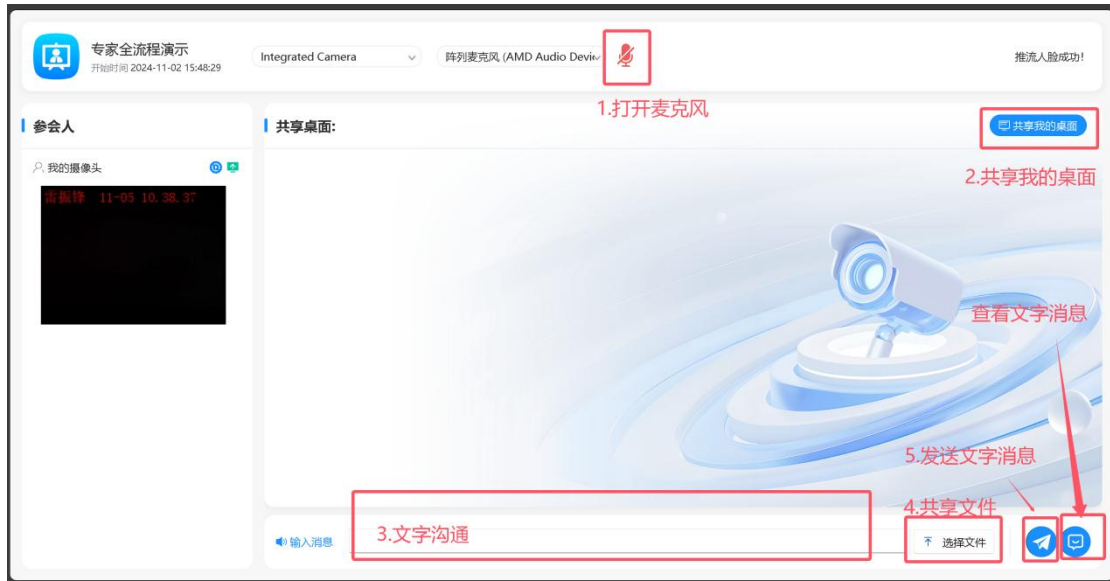 专家全流程演示
开始时间 2024-11-02 15:48:29
Integrated Camera
阵列麦克风 (AMD Audio Devi
推流人脸成功!
1.打开麦克风
参会人
共享桌面:
共享我的桌面
2.共享我的桌面
我的摄像头
雷振锋 11-05 10.38.37
查看文字消息
5.发送文字消息
4.共享文件
输入消息
3.文字沟通
选择文件